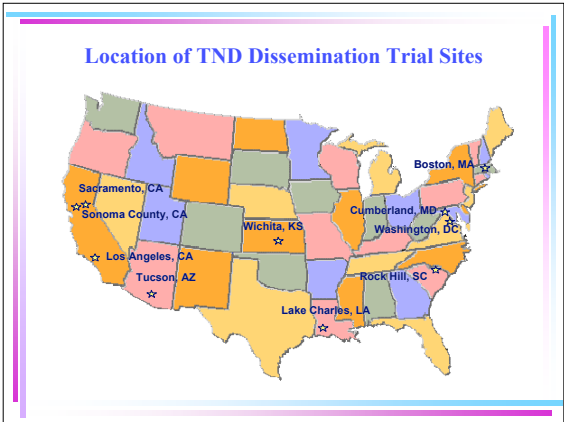 Location of TND Dissemination Trial Sites
Boston, MA
Sacramento, CA
Sonoma County, CA
Cumberland, MD
Washington, DC
Wichita, KS
Los Angeles, CA
Tucson, AZ
Rock Hill, SC
Lake Charles, LA